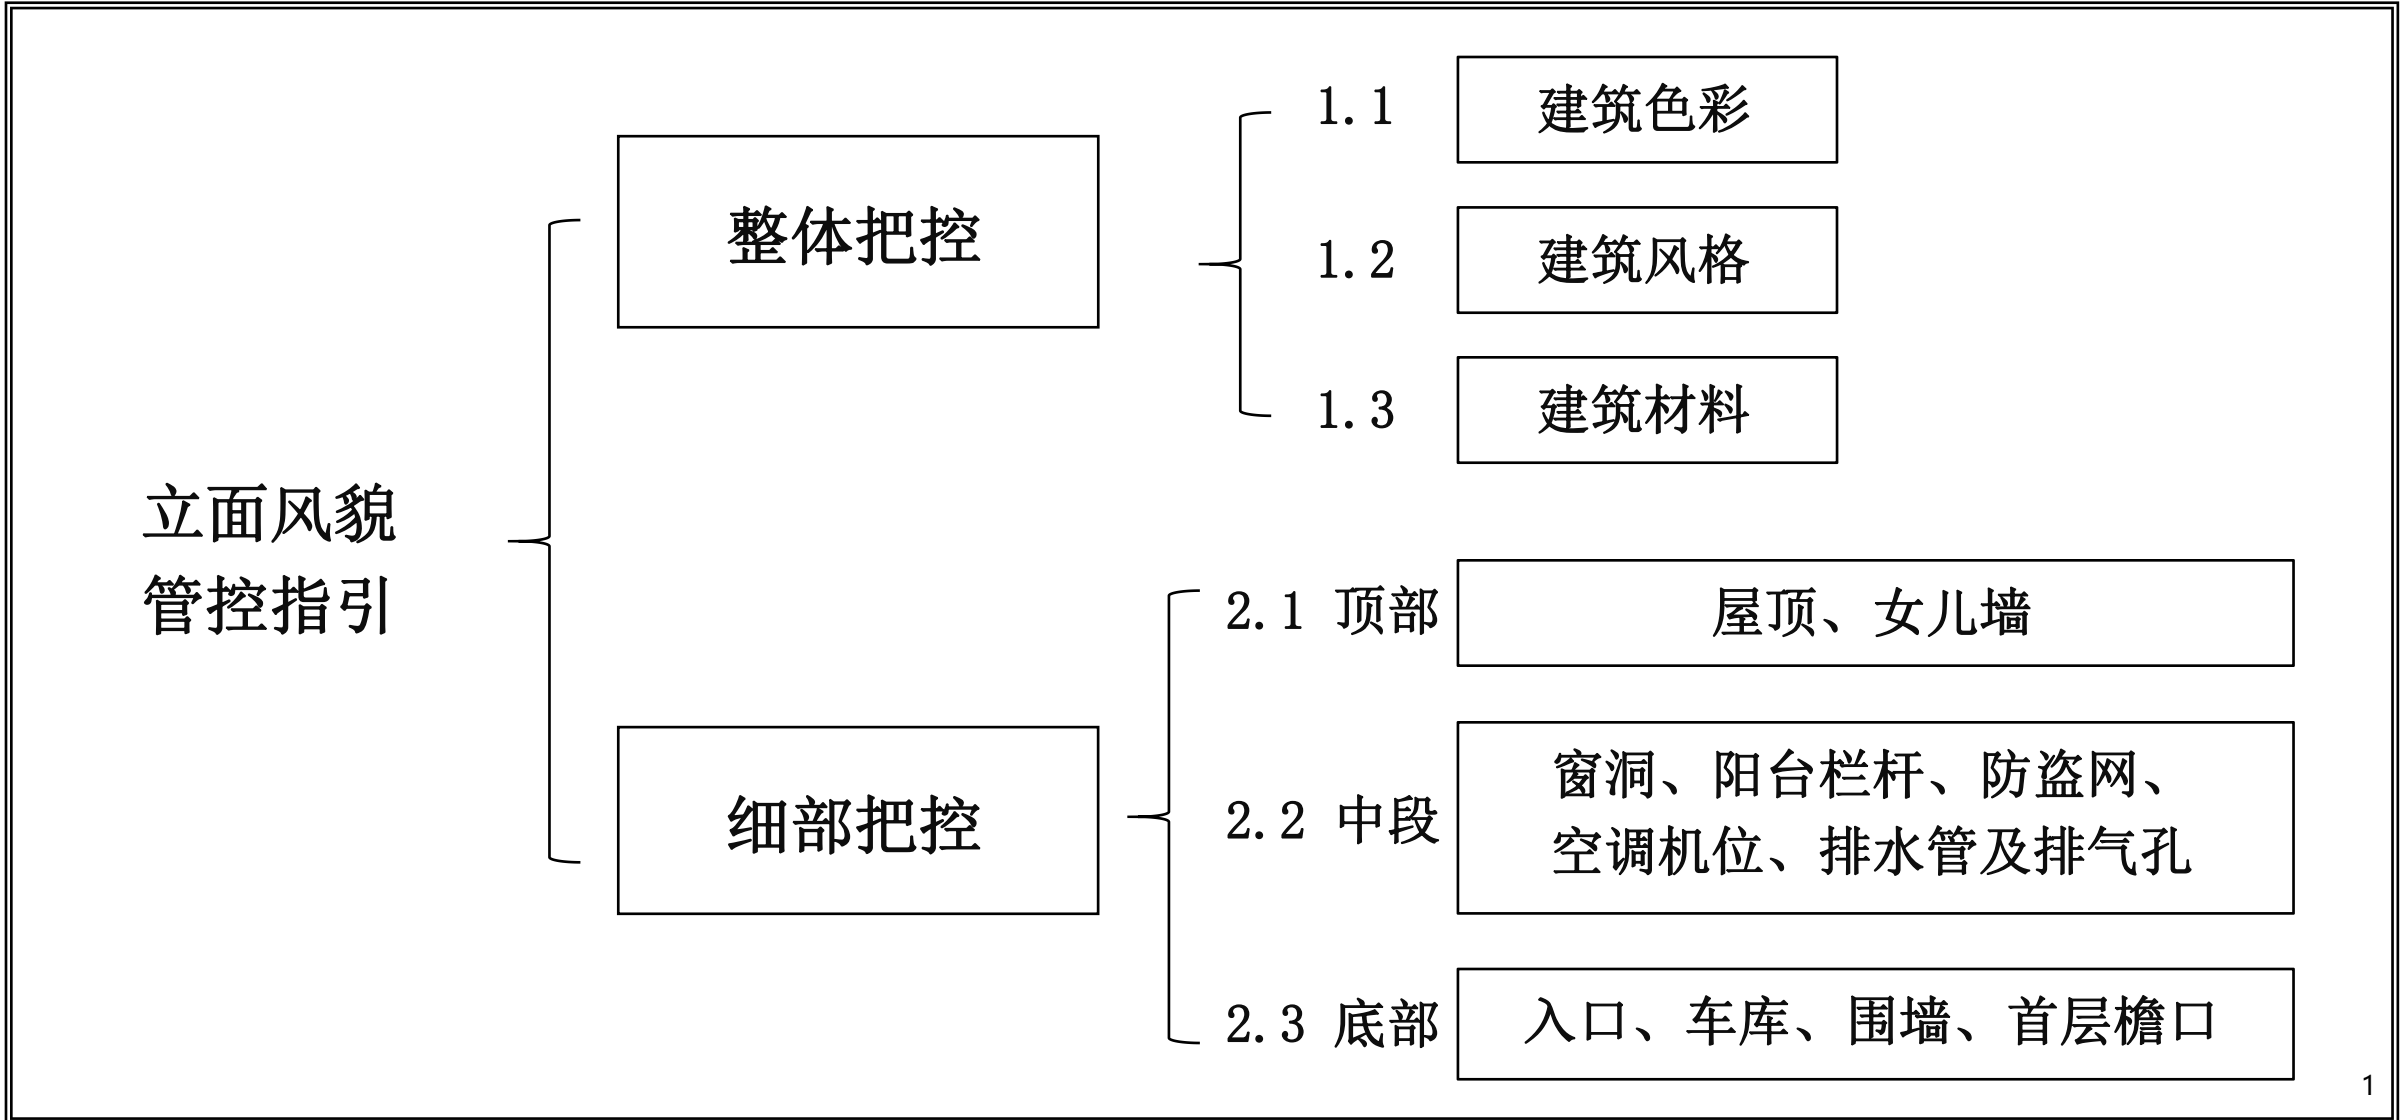 立面风貌
管控指引
整体把控
1.1 建筑色彩
1.2 建筑风格
1.3 建筑材料
细部把控
2.1 顶部 屋顶、女儿墙
2.2 中段 窗洞、阳台栏杆、防盗网、
空调机位、排水管及排气孔
2.3 底部 入口、车库、围墙、首层檐口
1